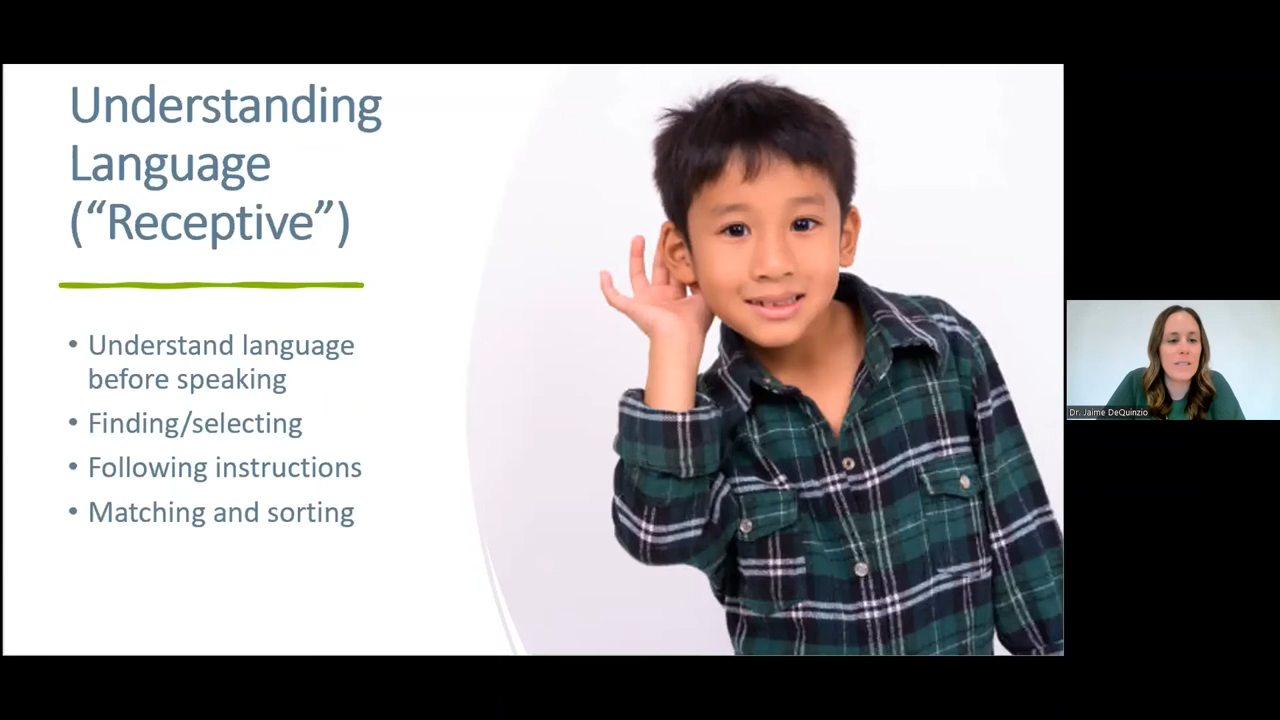 Understanding
Language
(“Receptive”)
• Understand language
before speaking
• Finding/selecting
• Following instructions
• Matching and sorting
Dr. Jaime DeQuinzio